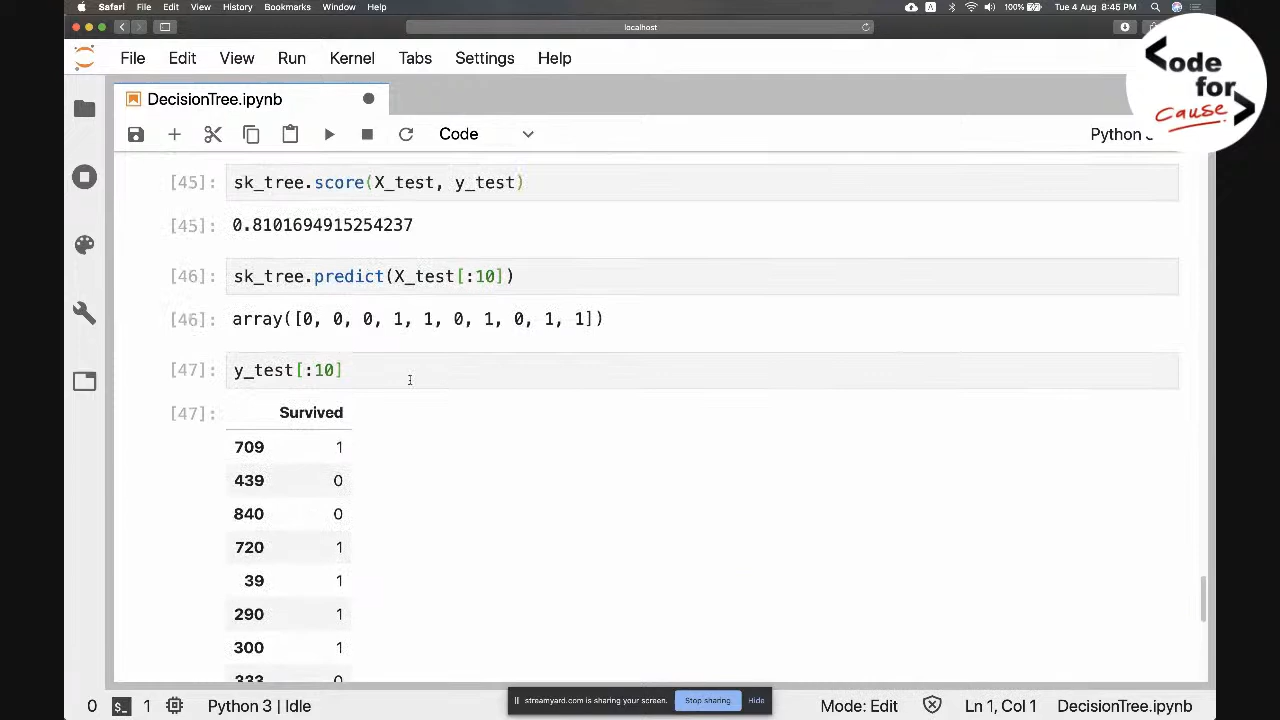 Safari File Edit View History Bookmarks Window Help 100% Tue 4 Aug 8:45 PM
localhost
<ode for cause>
File Edit View Run Kernel Tabs Settings Help
DecisionTree.ipynb
Code Python
[45]: sk_tree.score(X_test, y_test)
[45]: 0.8101694915254237
[46]: sk_tree.predict(X_test[:10])
[46]: array([0, 0, 0, 1, 1, 0, 1, 0, 1, 1])
[47]: y_test[:10]
[47]: Survived
709 1
439 0
840 0
720 1
39 1
290 1
300 1
333 0
streamyard.com is sharing your screen. Stop sharing Hide
0 1 Python 3 | Idle Mode: Edit Ln 1, Col 1 DecisionTree.ipynb